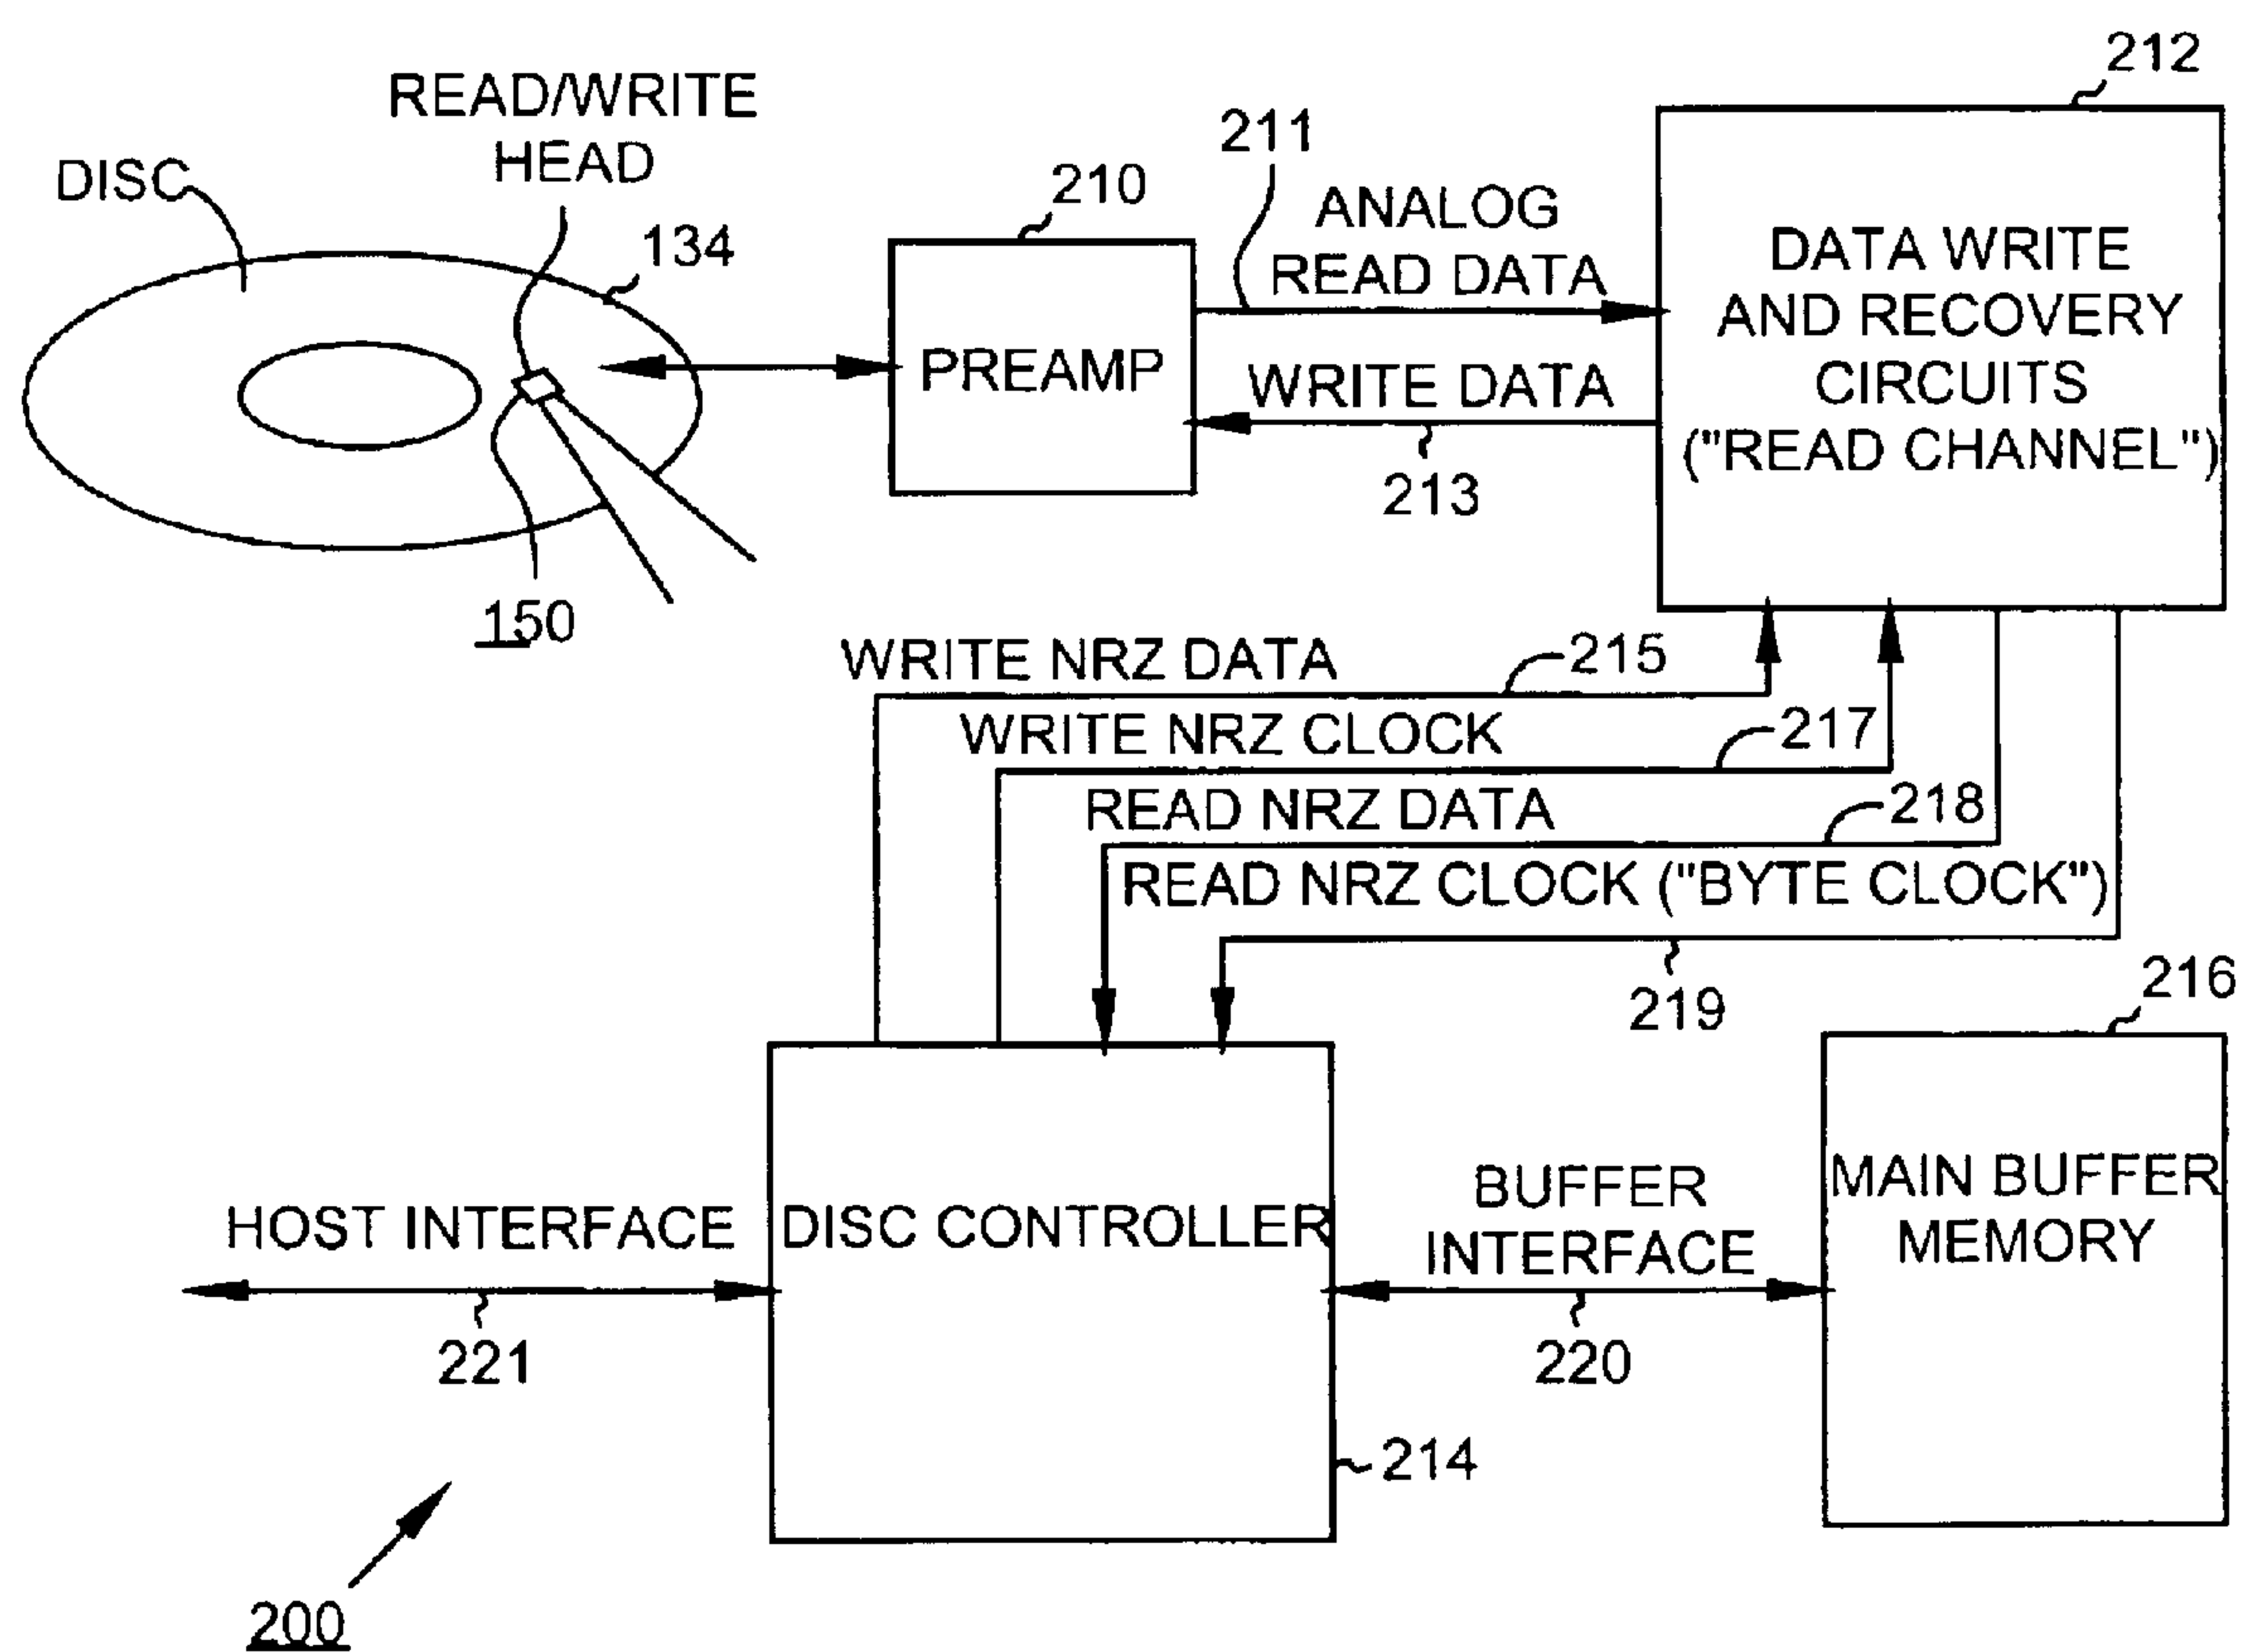 212
READ/WRITE
HEAD
DISC
134
210
211
ANALOG
READ DATA
DATA WRITE
AND RECOVERY
CIRCUITS
("READ CHANNEL")
PREAMP
WRITE DATA
213
150
WRITE NRZ DATA
215
WRITE NRZ CLOCK
217
READ NRZ DATA
218
READ NRZ CLOCK ("BYTE CLOCK")
219
216
HOST INTERFACE
221
DISC CONTROLLER
BUFFER
INTERFACE
220
MAIN BUFFER
MEMORY
214
200